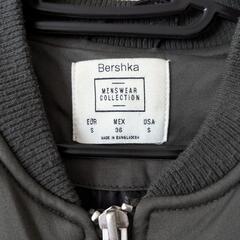 Bershka
MENSWEAR
COLLECTION
EUR MEX USA
S 36 S
MADE IN BANGLADESH